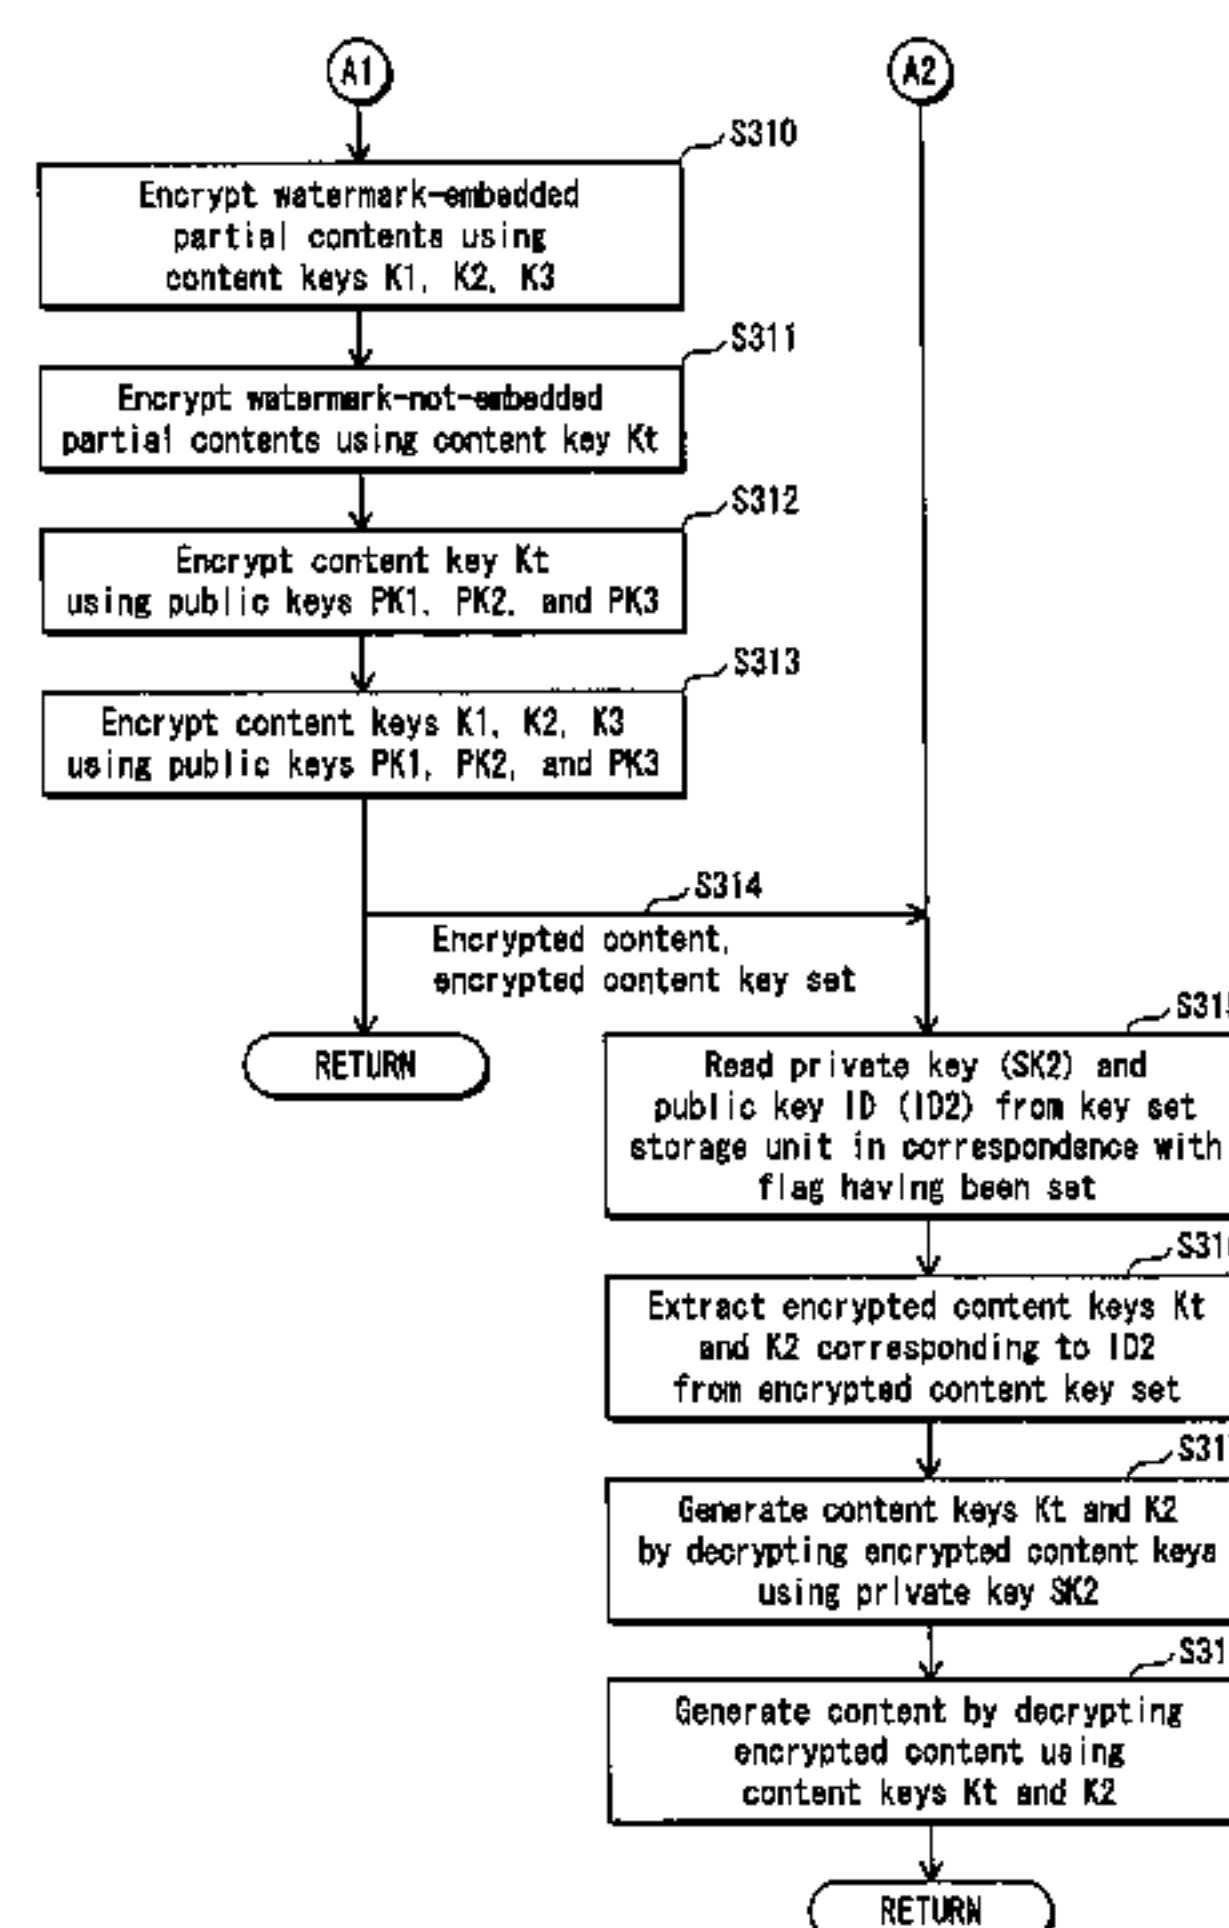 A1
A2
S310
Encrypt watermark-embedded
partial contents using
content keys K1, K2, K3
S311
Encrypt watermark-not-embedded
partial contents using content key Kt
S312
Encrypt content key Kt
using public keys PK1, PK2, and PK3
S313
Encrypt content keys K1, K2, K3
using public keys PK1, PK2, and PK3
S314
Encrypted content,
encrypted content key set
RETURN
S315
Read private key (SK2) and
public key ID (ID2) from key set
storage unit in correspondence with
flag having been set
S316
Extract encrypted content keys Kt
and K2 corresponding to ID2
from encrypted content key set
S31
Generate content keys Kt and K2
by decrypting encrypted content keys
using private key SK2
S31
Generate content by decrypting
encrypted content using
content keys Kt and K2
RETURN